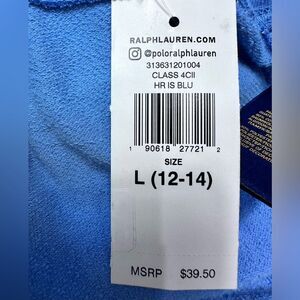 RALPHLAUREN.COM
@poloralphlauren
313631201004
CLASS 4CII
HR IS BLU
1 90618 27721 2
SIZE
L (12-14)
MSRP $39.50